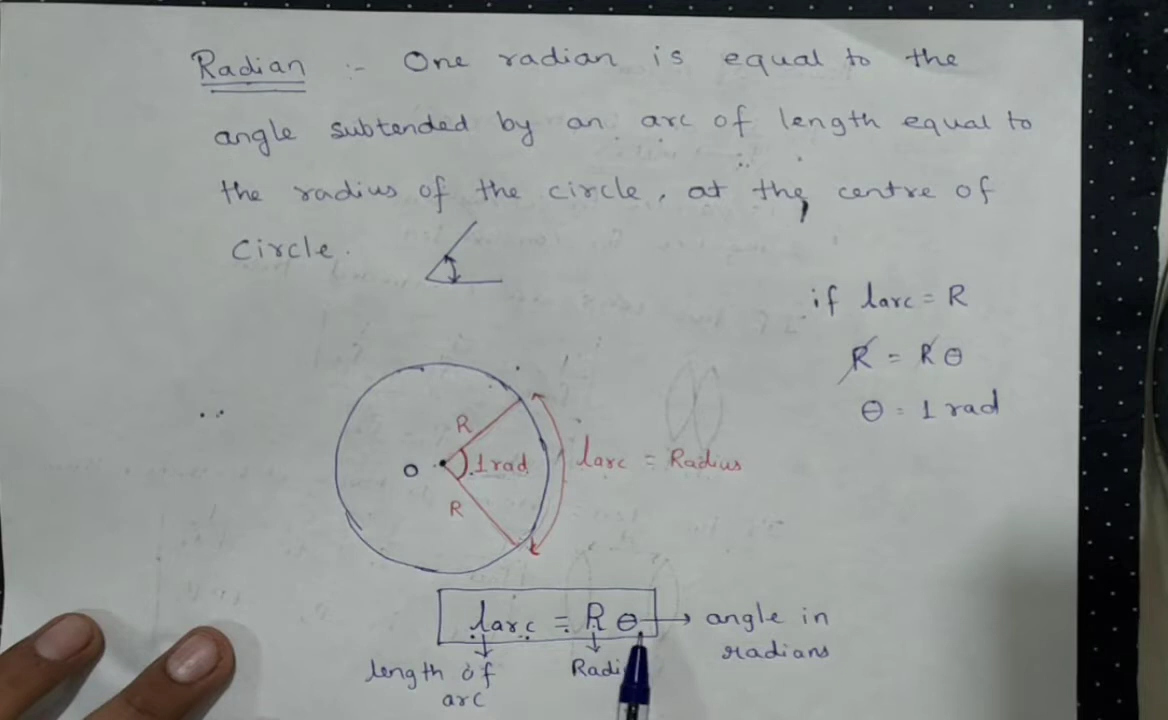 Radian :- One radian is equal to the
angle subtended by an arc of length equal to
the radius of the circle, at the centre of
circle.
if larc = R
R = Rθ
θ = 1 rad
R
O 1 rad larc = Radius
R
larc = Rθ → angle in
radians
length of
arc